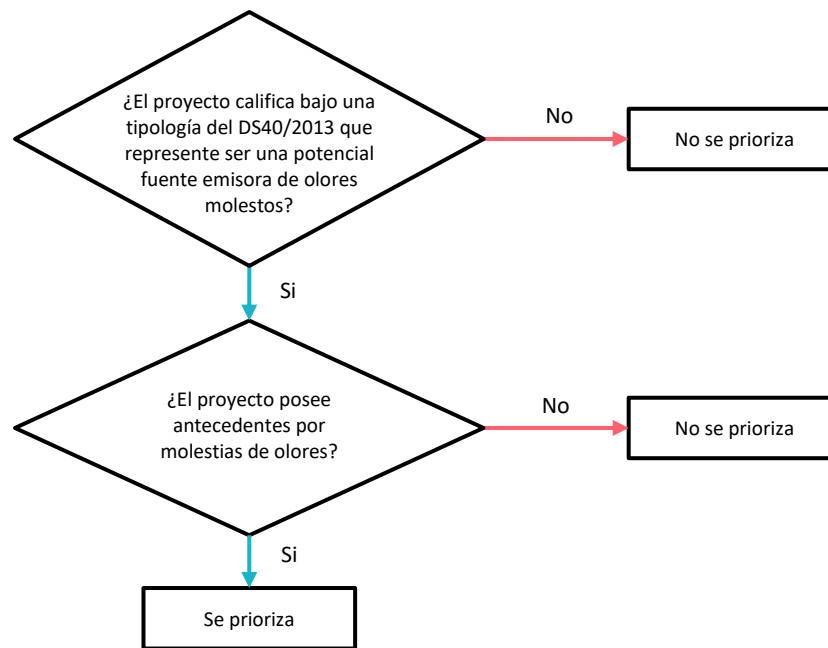 ¿El proyecto califica bajo una
tipología del DS40/2013 que
represente ser una potencial
fuente emisora de olores
molestos?
No
No se prioriza
Si
¿El proyecto posee
antecedentes por
molestias de olores?
No
No se prioriza
Si
Se prioriza